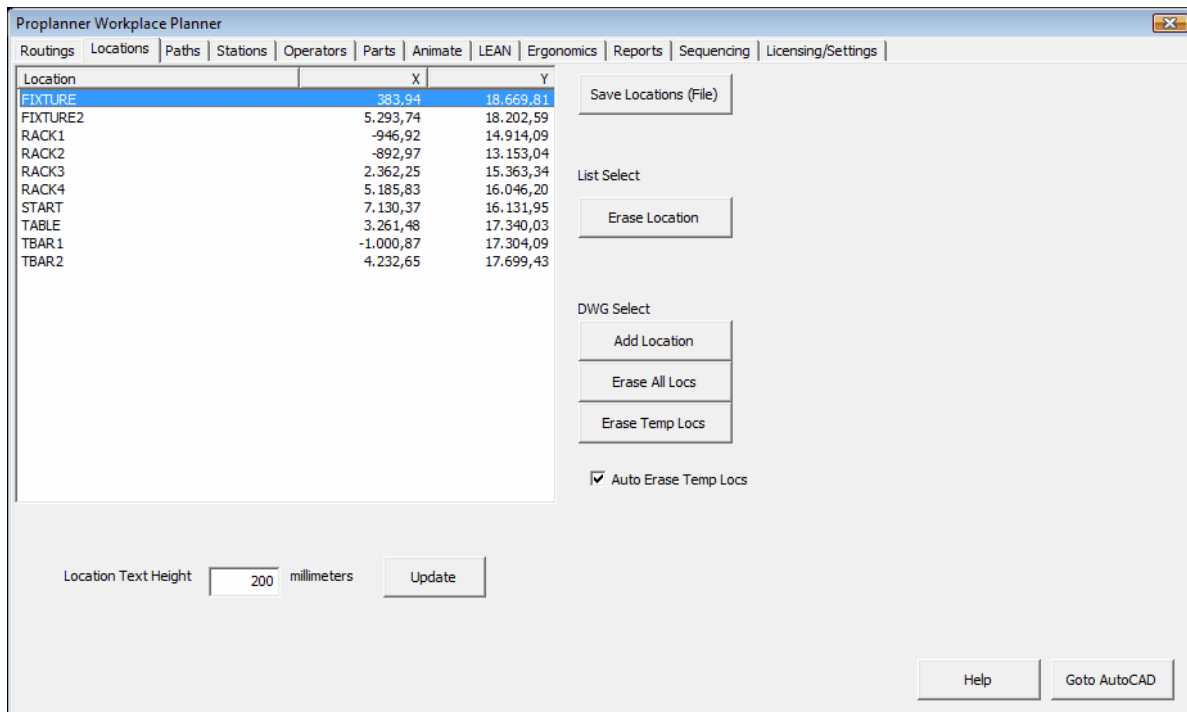 Proplanner Workplace Planner
Routings Locations Paths Stations Operators Parts Animate LEAN Ergonomics Reports Sequencing Licensing/Settings
Location X Y
FIXTURE 383,94 18.669,81
FIXTURE2 5.293,74 18.202,59
RACK1 -946,92 14.914,09
RACK2 -892,97 13.153,04
RACK3 2.362,25 15.363,34
RACK4 5.185,83 16.046,20
START 7.130,37 16.131,95
TABLE 3.261,48 17.340,03
TBAR1 -1.000,87 17.304,09
TBAR2 4.232,65 17.699,43
Save Locations (File)
List Select
Erase Location
DWG Select
Add Location
Erase All Locs
Erase Temp Locs
Auto Erase Temp Locs
Location Text Height 200 millimeters Update
Help Goto AutoCAD